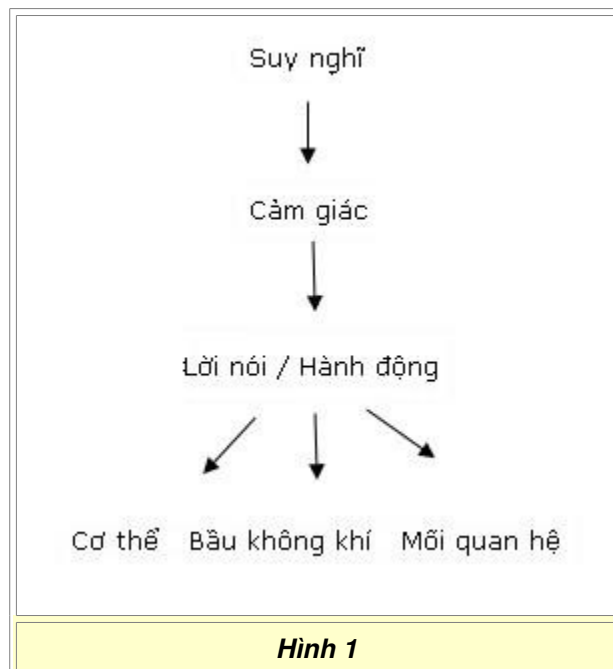 Suy nghĩ
Cảm giác
Lời nói / Hành động
Cơ thể Bầu không khí Mối quan hệ
Hình 1